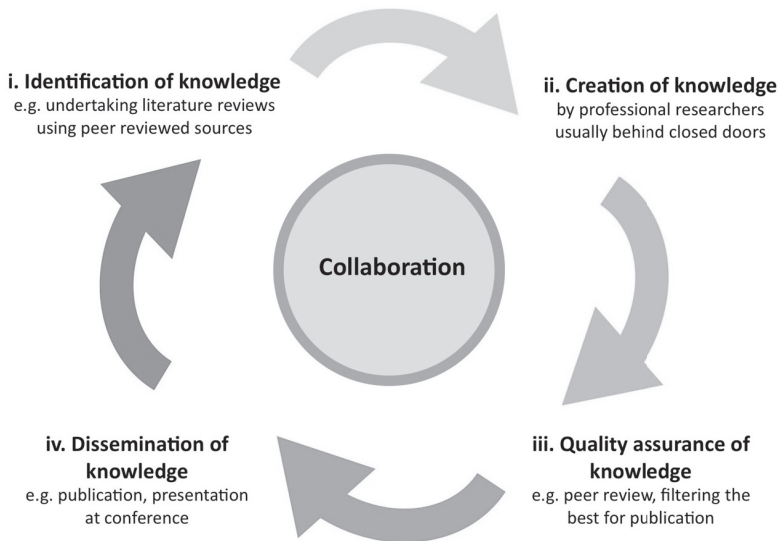 i. Identification of knowledge
e.g. undertaking literature reviews
using peer reviewed sources
ii. Creation of knowledge
by professional researchers
usually behind closed doors
Collaboration
iii. Quality assurance of
knowledge
e.g. peer review, filtering the
best for publication
iv. Dissemination of
knowledge
e.g. publication, presentation
at conference